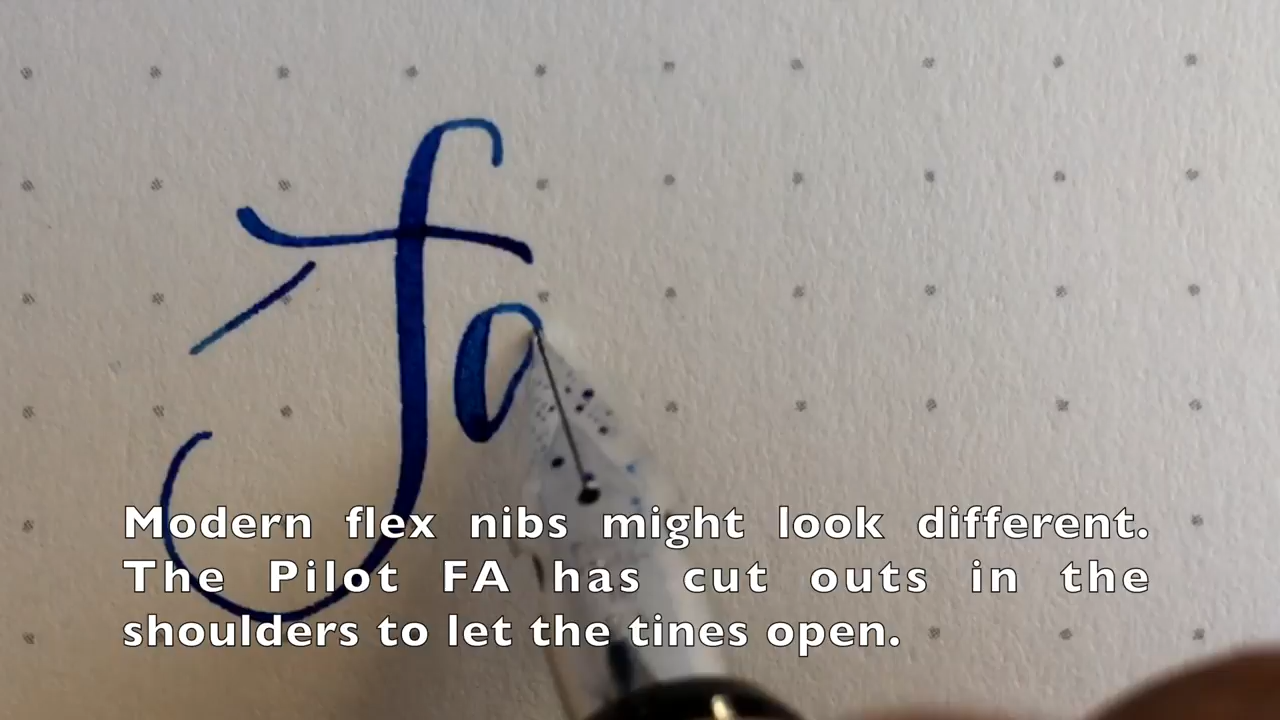 fa
Modern flex nibs might look different.
The Pilot FA has cut outs in the
shoulders to let the tines open.